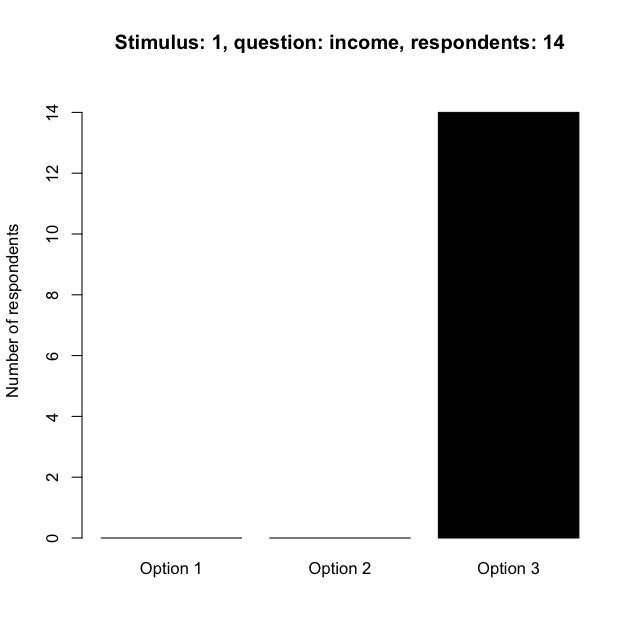 Stimulus: 1, question: income, respondents: 14
Number of respondents
14
12
10
8
6
4
2
0
Option 1
Option 2
Option 3